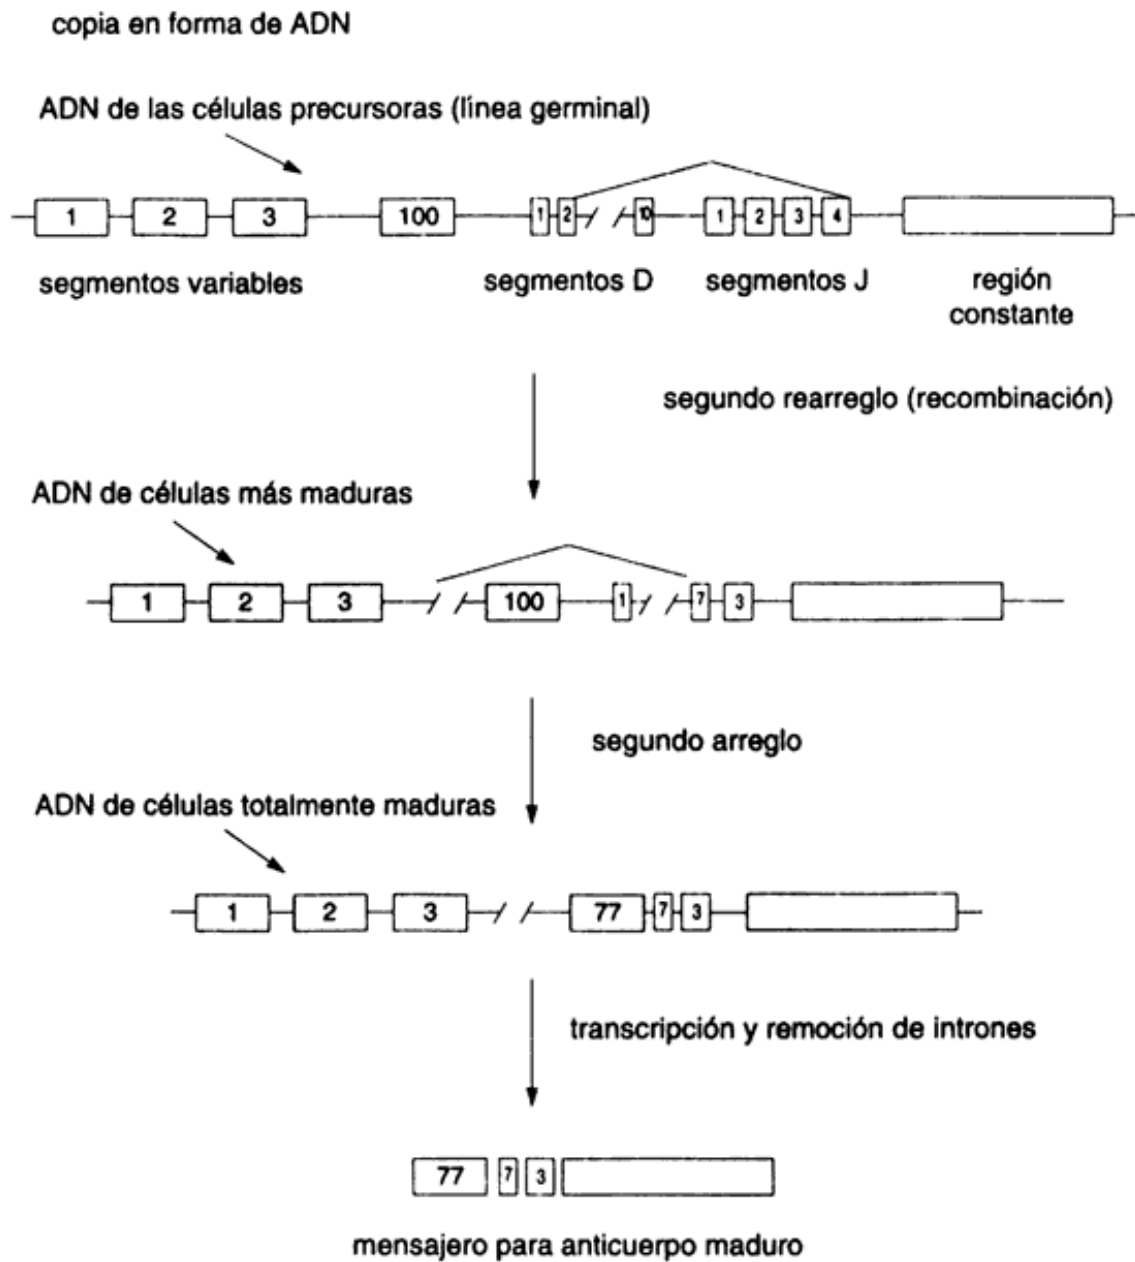 copia en forma de ADN
ADN de las células precursoras (línea germinal)
1 2 3 100 1 2 10 1 2 3 4
segmentos variables segmentos D segmentos J región
constante
segundo rearreglo (recombinación)
ADN de células más maduras
1 2 3 100 1 7 3
segundo arreglo
ADN de células totalmente maduras
1 2 3 77 7 3
transcripción y remoción de intrones
77 7 3
mensajero para anticuerpo maduro